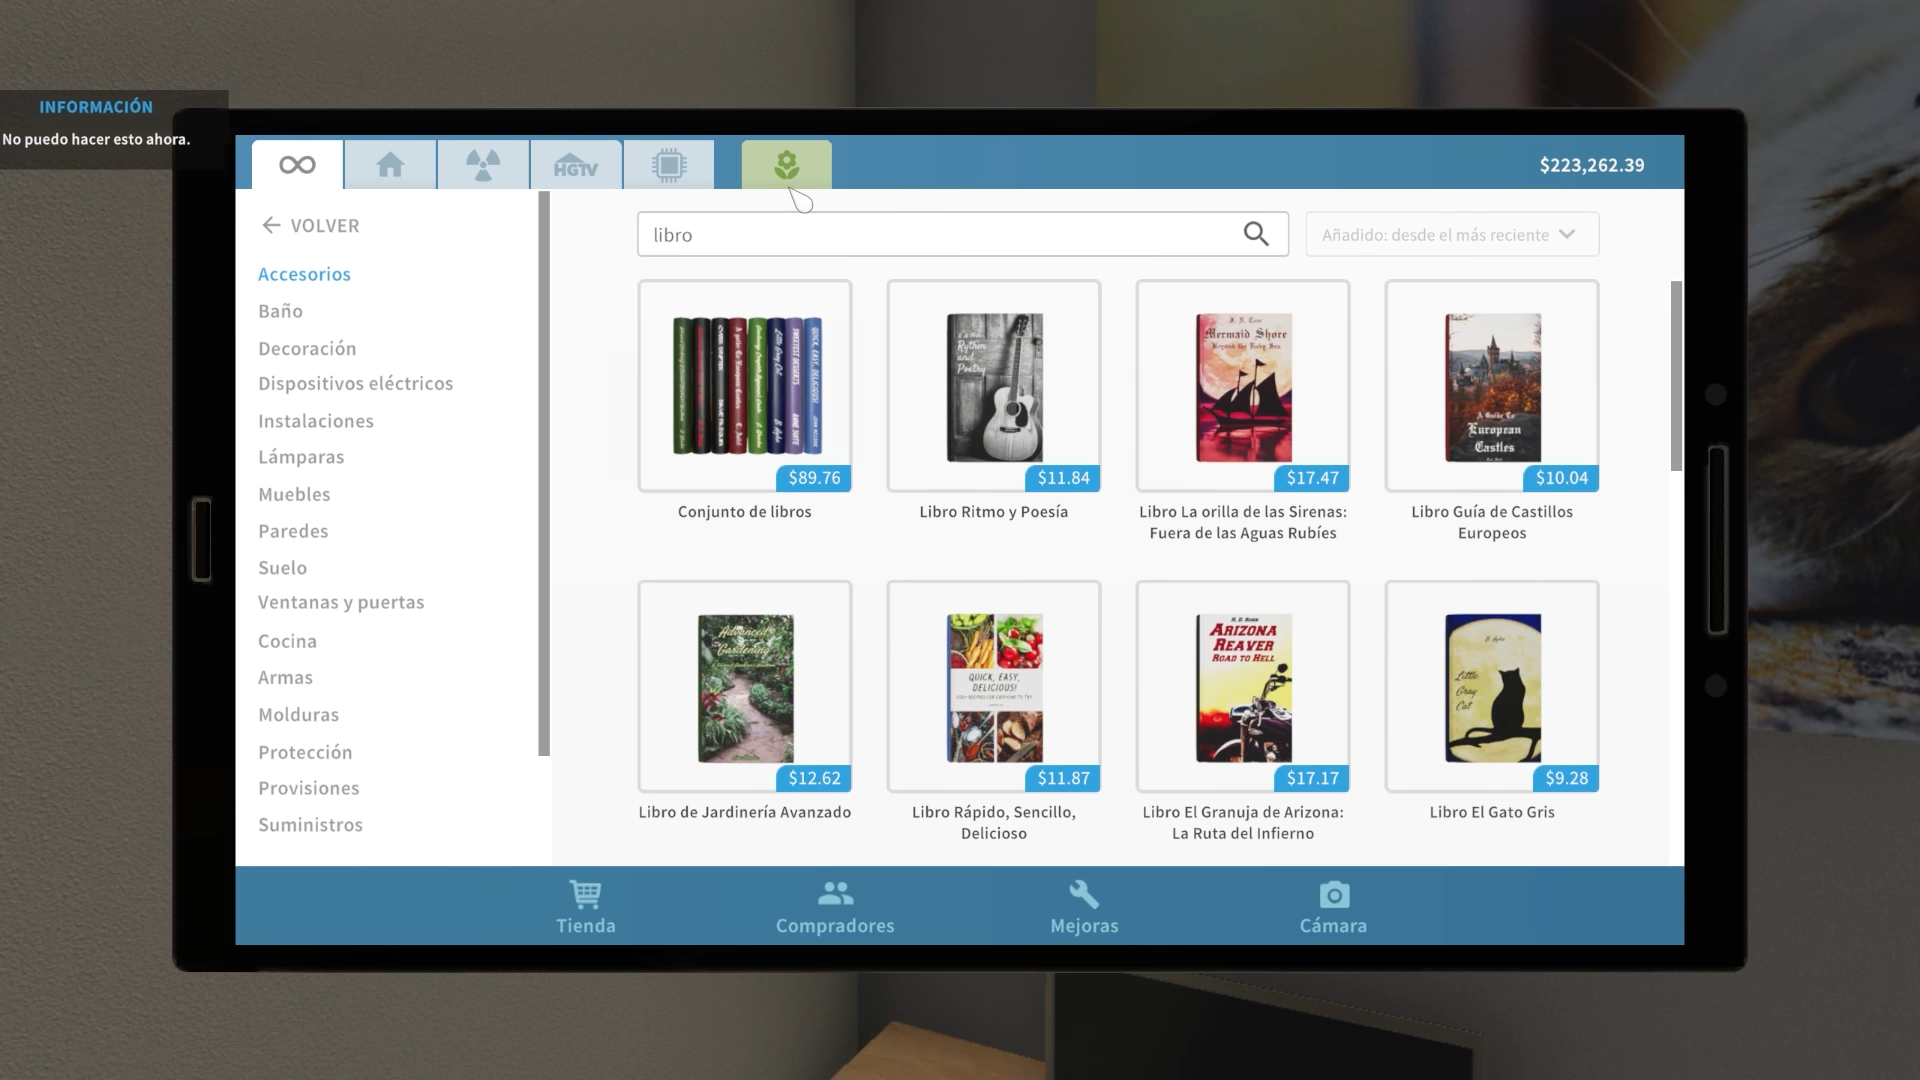 INFORMACIÓN
No puedo hacer esto ahora.
HGTV
$223,262.39
VOLVER
Accesorios
Baño
Decoración
Dispositivos eléctricos
Instalaciones
Lámparas
Muebles
Paredes
Suelo
Ventanas y puertas
Cocina
Armas
Molduras
Protección
Provisiones
Suministros
libro
Añadido: desde el más reciente
$89.76
Conjunto de libros
Rythm
and
Poetry
$11.84
Libro Ritmo y Poesía
Mermaid Shore
Beyond the Ruby Sea
$17.47
Libro La orilla de las Sirenas:
Fuera de las Aguas Rubíes
A Guide To
European
Castles
$10.04
Libro Guía de Castillos
Europeos
Advanced
Gardening
$12.62
Libro de Jardinería Avanzado
QUICK, EASY,
DELICIOUS!
$11.87
Libro Rápido, Sencillo,
Delicioso
ARIZONA
REAVER
ROAD TO HELL
$17.17
Libro El Granuja de Arizona:
La Ruta del Infierno
Little
Gray
Cat
$9.28
Libro El Gato Gris
Tienda
Compradores
Mejoras
Cámara